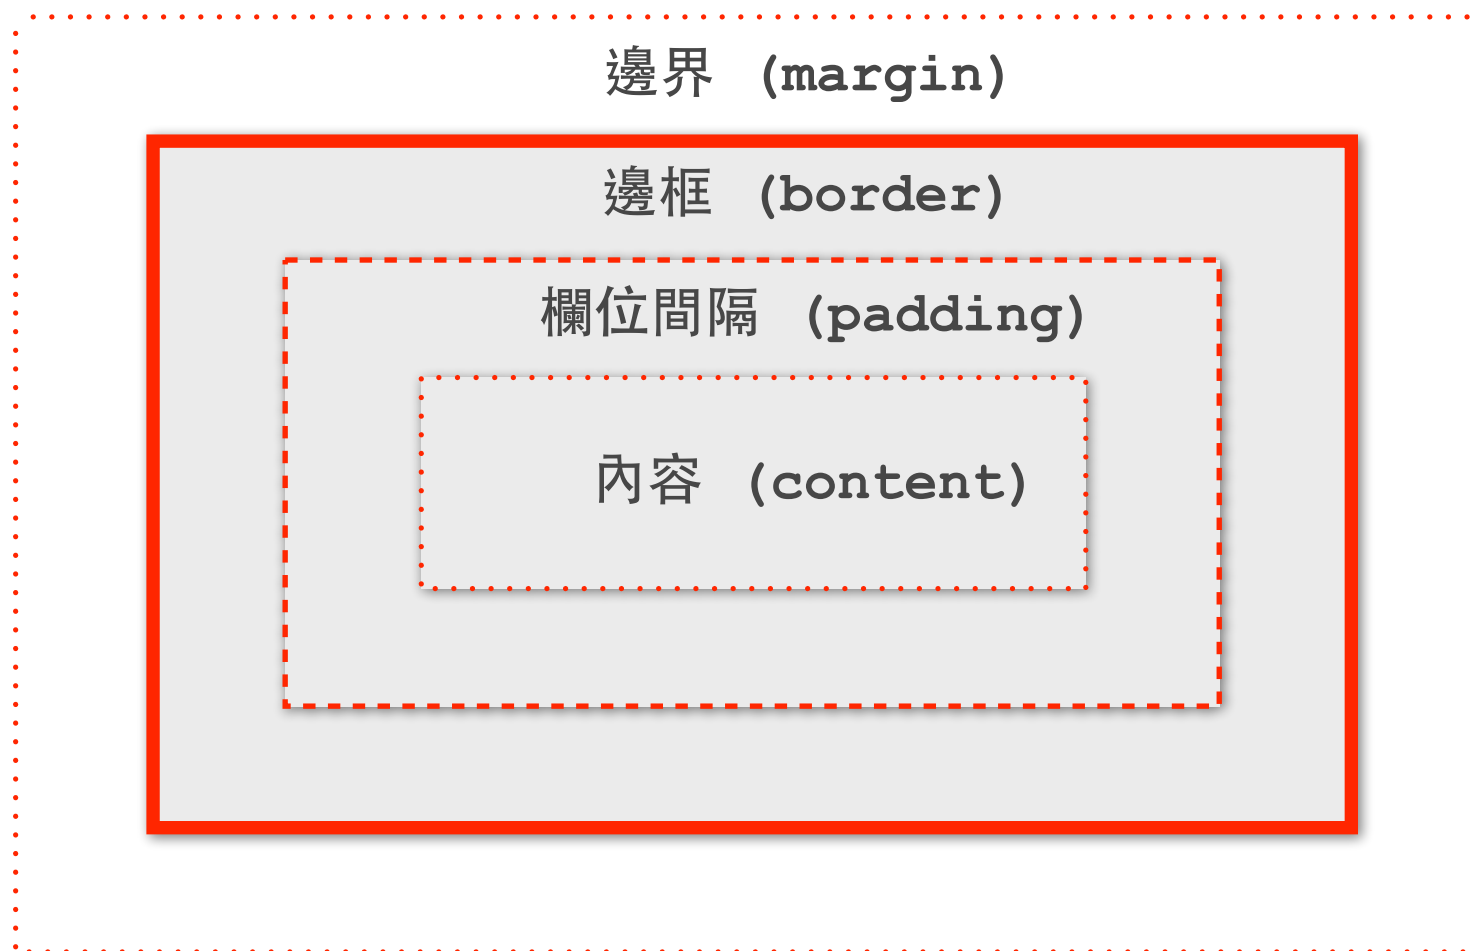 邊界 (margin)
邊框 (border)
欄位間隔 (padding)
內容 (content)